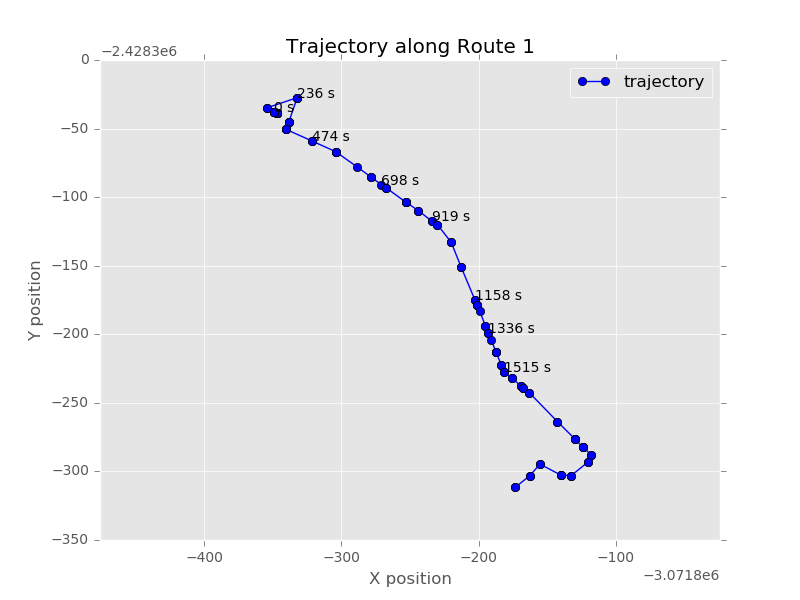 Trajectory along Route 1
−2.4283e6
trajectory
0
−50
−100
−150
−200
−250
−300
−350
Y position
236 s
0 s
474 s
698 s
919 s
1158 s
1336 s
1515 s
−400
−300
−200
−100
X position
−3.0718e6